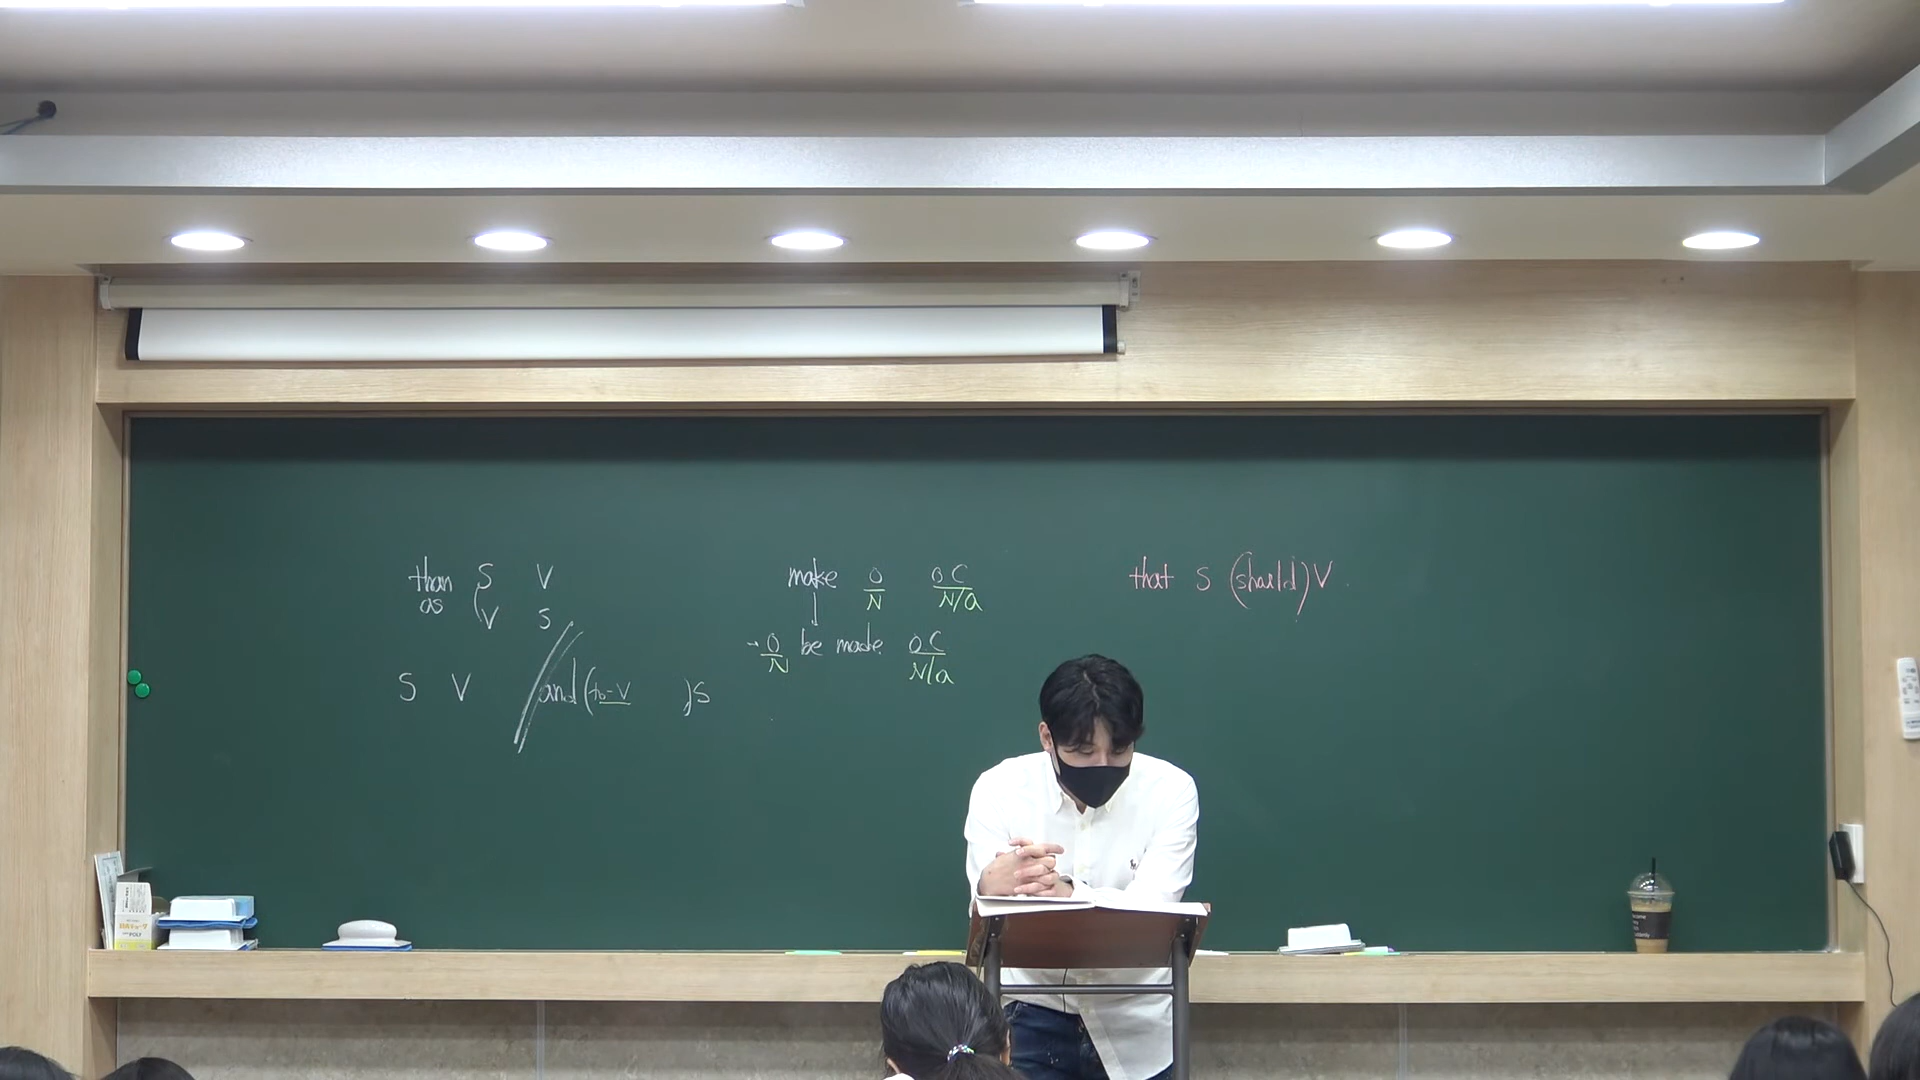 than S V
as (V S
S V and (to-V )S
make O OC
N N/a
→ O be made OC
N N/a
that S (should) V.